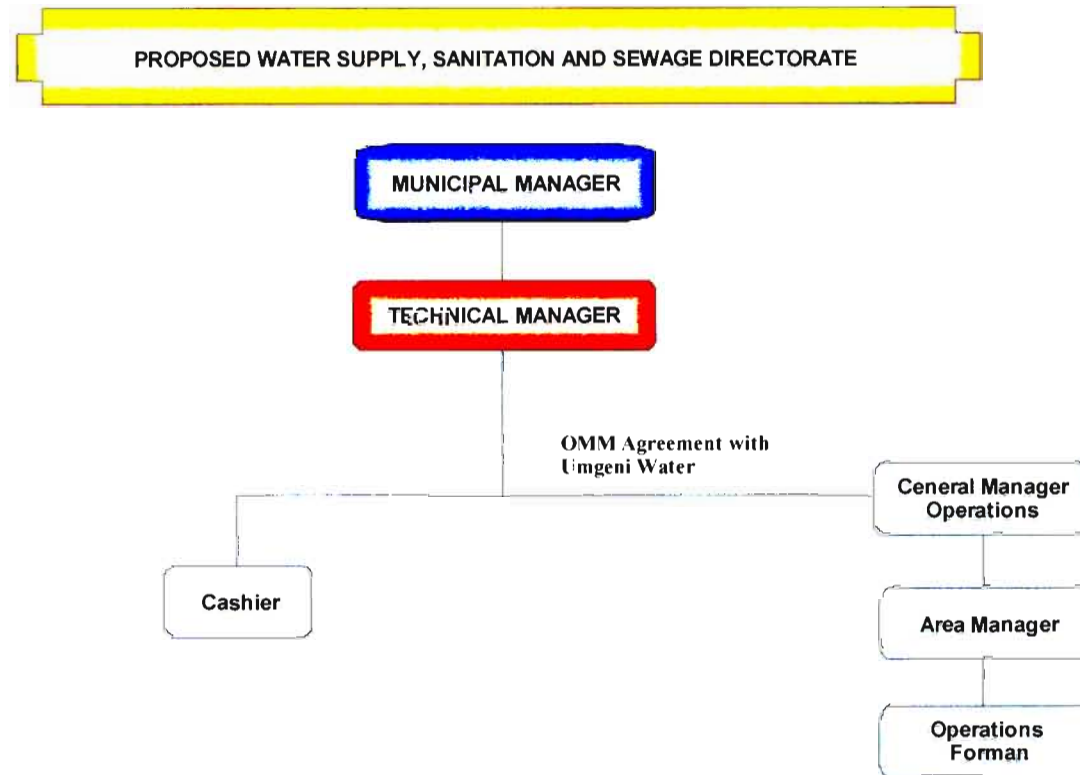 PROPOSED WATER SUPPLY, SANITATION AND SEWAGE DIRECTORATE
MUNICIPAL MANAGER
TECHNICAL MANAGER
OMM Agreement with
Umgeni Water
Ceneral Manager
Operations
Cashier
Area Manager
Operations
Forman